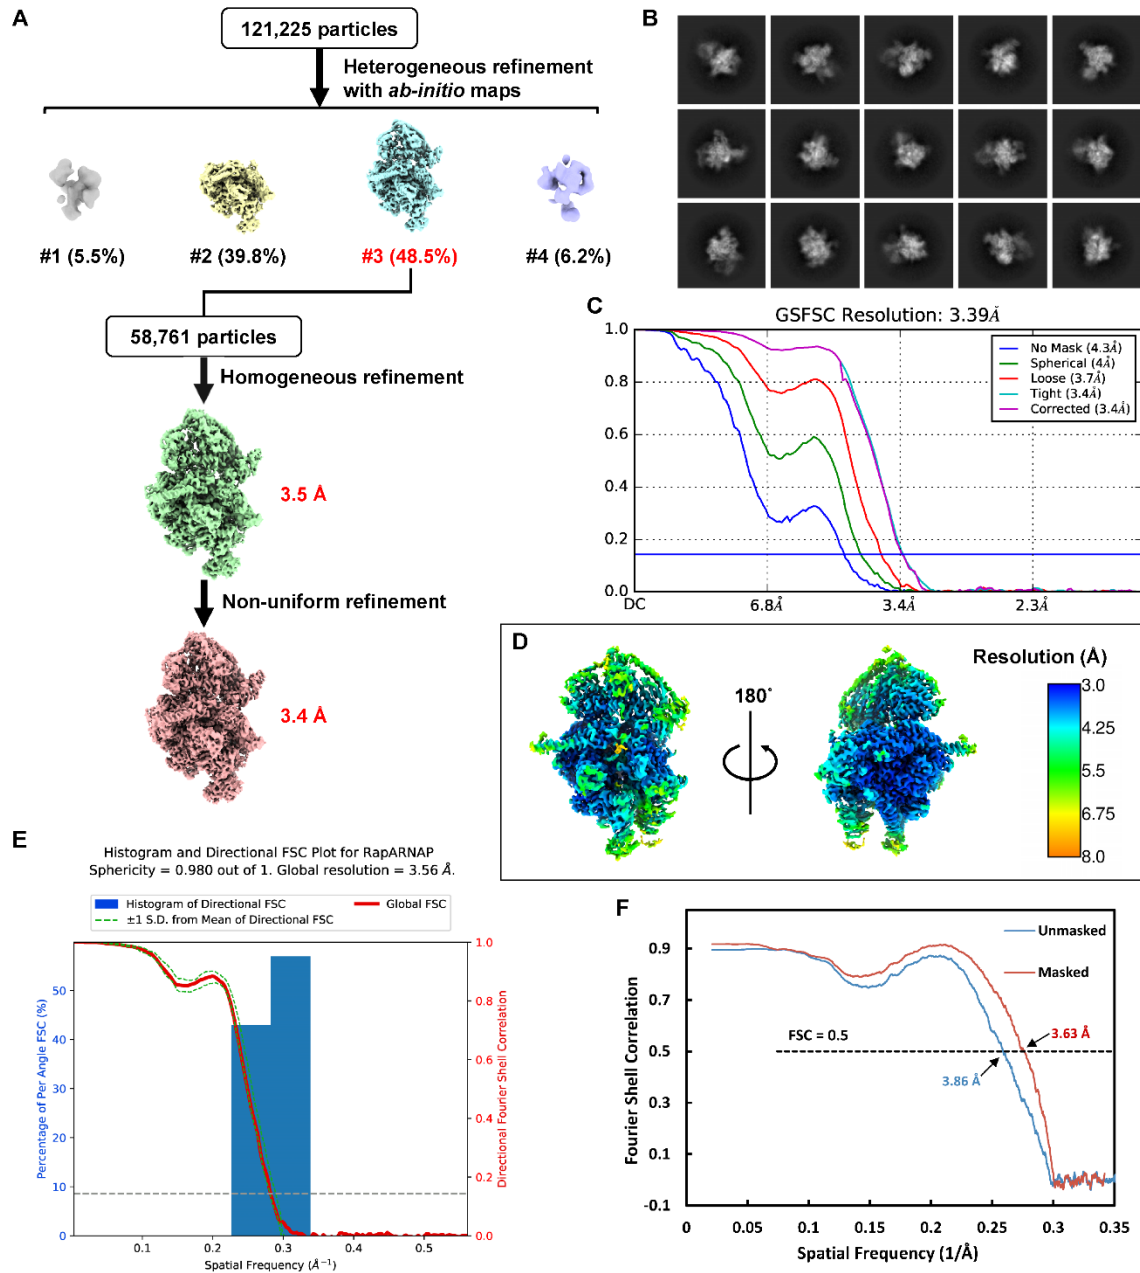 A
121,225 particles
Heterogeneous refinement
with ab-initio maps
#1 (5.5%)
#2 (39.8%)
#3 (48.5%)
#4 (6.2%)
58,761 particles
Homogeneous refinement
3.5 Å
Non-uniform refinement
3.4 Å
B
C
GSFSC Resolution: 3.39Å
1.0
0.8
0.6
0.4
0.2
0.0
DC
6.8Å
3.4Å
2.3Å
No Mask (4.3Å)
Spherical (4Å)
Loose (3.7Å)
Tight (3.4Å)
Corrected (3.4Å)
D
180°
Resolution (Å)
3.0
4.25
5.5
6.75
8.0
E
Histogram and Directional FSC Plot for RapARNAP
Sphericity = 0.980 out of 1. Global resolution = 3.56 Å.
Histogram of Directional FSC
±1 S.D. from Mean of Directional FSC
Global FSC
Percentage of Per Angle FSC (%)
50
40
30
20
10
0
0.1
0.2
0.3
0.4
0.5
Spatial Frequency (Å⁻¹)
1.0
0.8
0.6
0.4
0.2
0.0
Directional Fourier Shell Correlation
F
Fourier Shell Correlation
0.9
0.7
0.5
0.3
0.1
-0.1
0
0.05
0.1
0.15
0.2
0.25
0.3
0.35
Spatial Frequency (1/Å)
Unmasked
Masked
FSC = 0.5
3.63 Å
3.86 Å